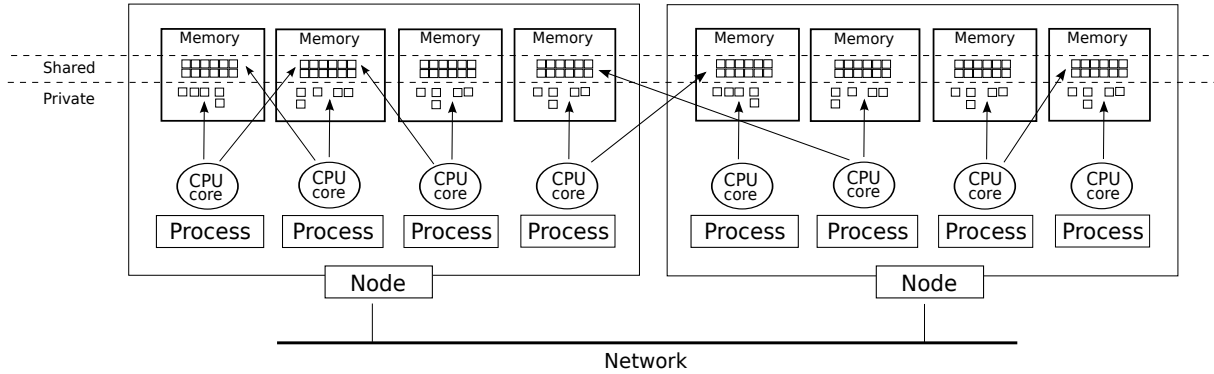 Memory Memory Memory Memory Memory Memory Memory Memory
Shared
Private
CPU core CPU core CPU core CPU core CPU core CPU core CPU core CPU core
Process Process Process Process Process Process Process Process
Node Node
Network